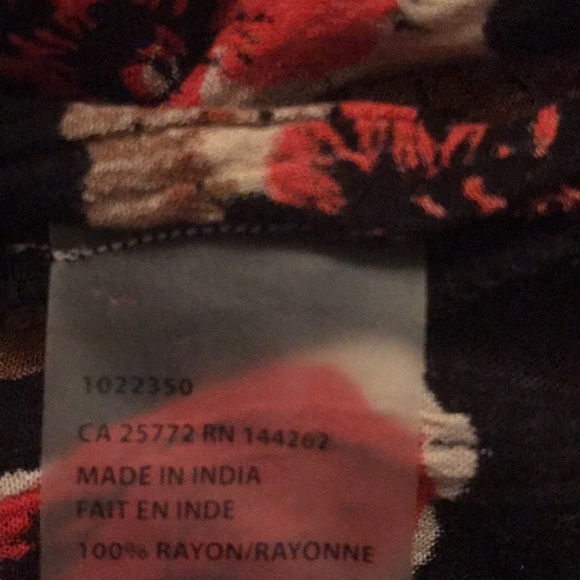 1022350
CA 25772 RN 144262
MADE IN INDIA
FAIT EN INDE
100% RAYON/RAYONNE